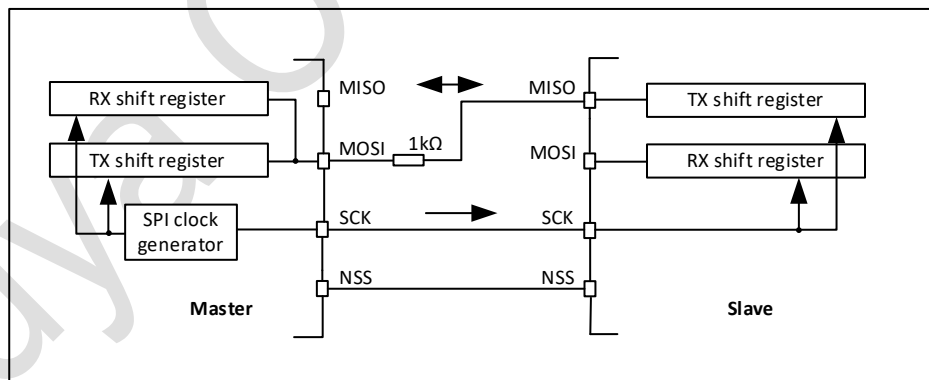 RX shift register
TX shift register
SPI clock
generator
MISO
MOSI
SCK
NSS
1kΩ
Master
MISO
MOSI
SCK
NSS
TX shift register
RX shift register
Slave